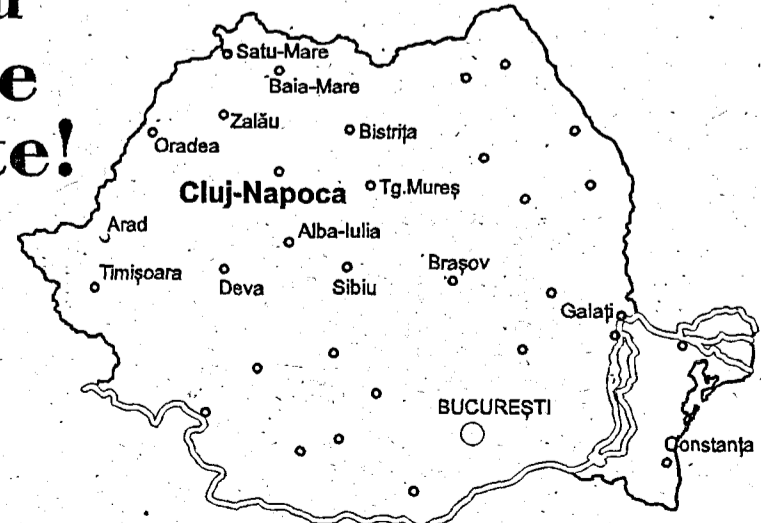 te!
Satu-Mare
Baia-Mare
Zalău
Oradea
Bistrița
Cluj-Napoca
Tg.Mureș
Arad
Alba-Iulia
Timișoara
Deva
Sibiu
Brașov
Galați
BUCUREȘTI
Constanța